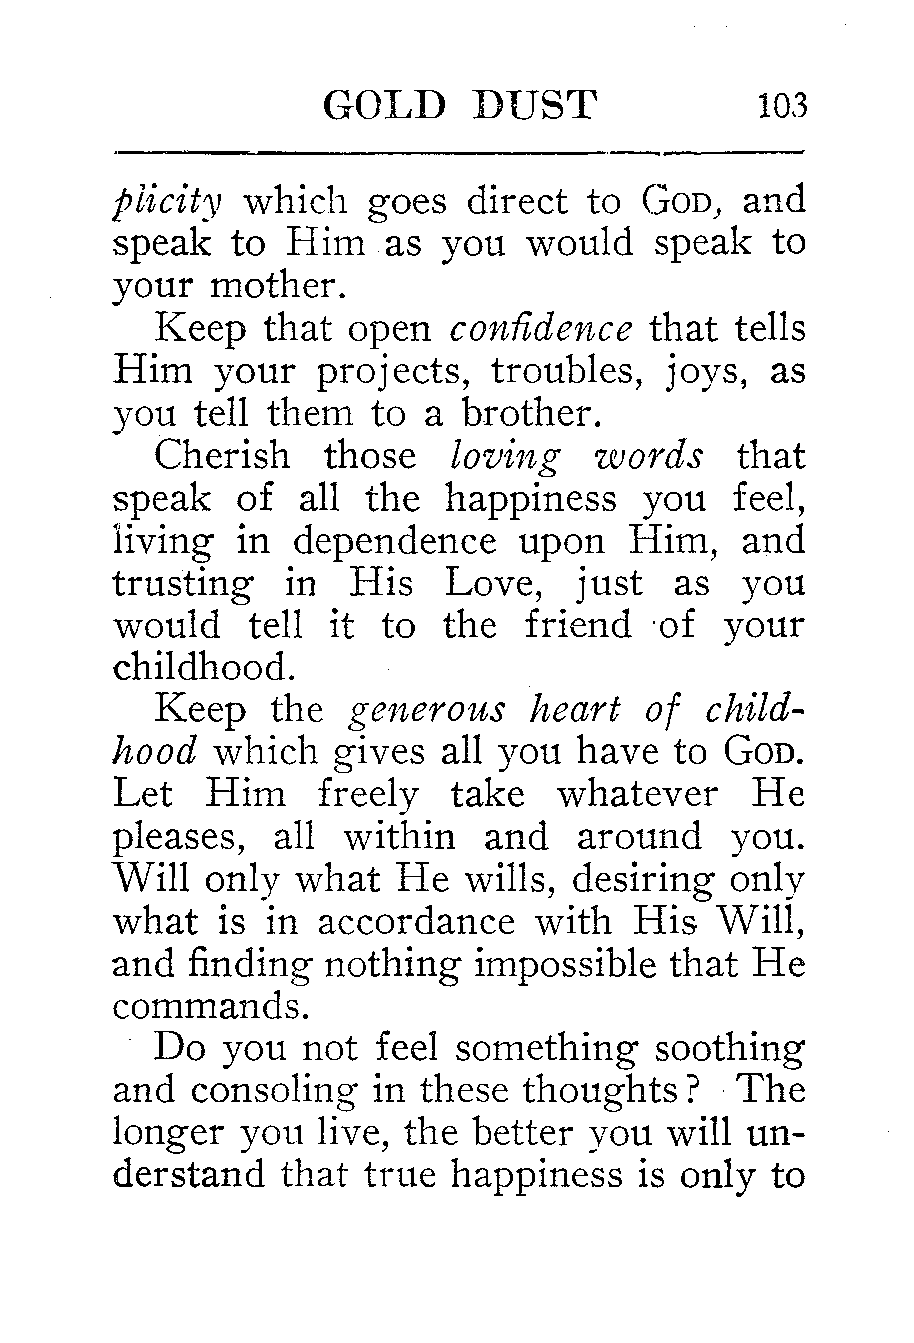 GOLD DUST 103
plicity which goes direct to GOD, and
speak to Him as you would speak to
your mother.
Keep that open confidence that tells
Him your projects, troubles, joys, as
you tell them to a brother.
Cherish those loving words that
speak of all the happiness you feel,
living in dependence upon Him, and
trusting in His Love, just as you
would tell it to the friend of your
childhood.
Keep the generous heart of child-
hood which gives all you have to GOD.
Let Him freely take whatever He
pleases, all within and around you.
Will only what He wills, desiring only
what is in accordance with His Will,
and finding nothing impossible that He
commands.
Do you not feel something soothing
and consoling in these thoughts? The
longer you live, the better you will un-
derstand that true happiness is only to